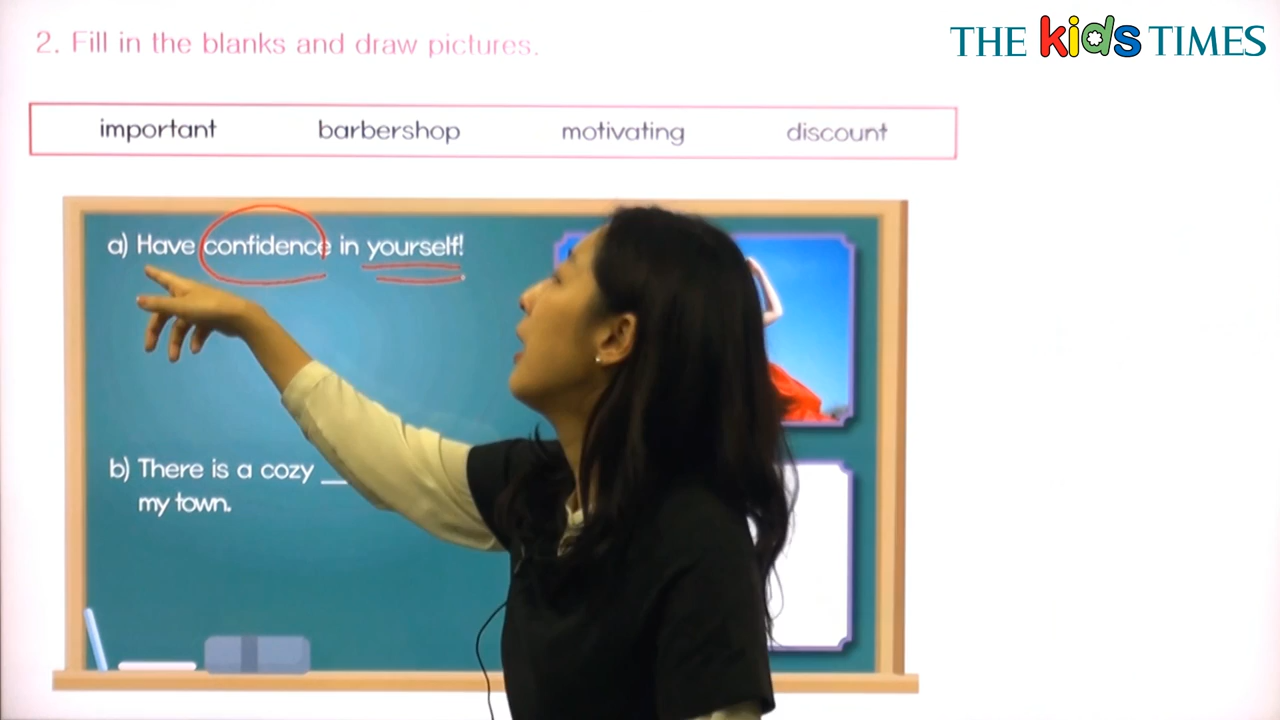 2. Fill in the blanks and draw pictures.
THE kids TIMES
important barbershop motivating discount
a) Have confidence in yourself!
b) There is a cozy __
my town.